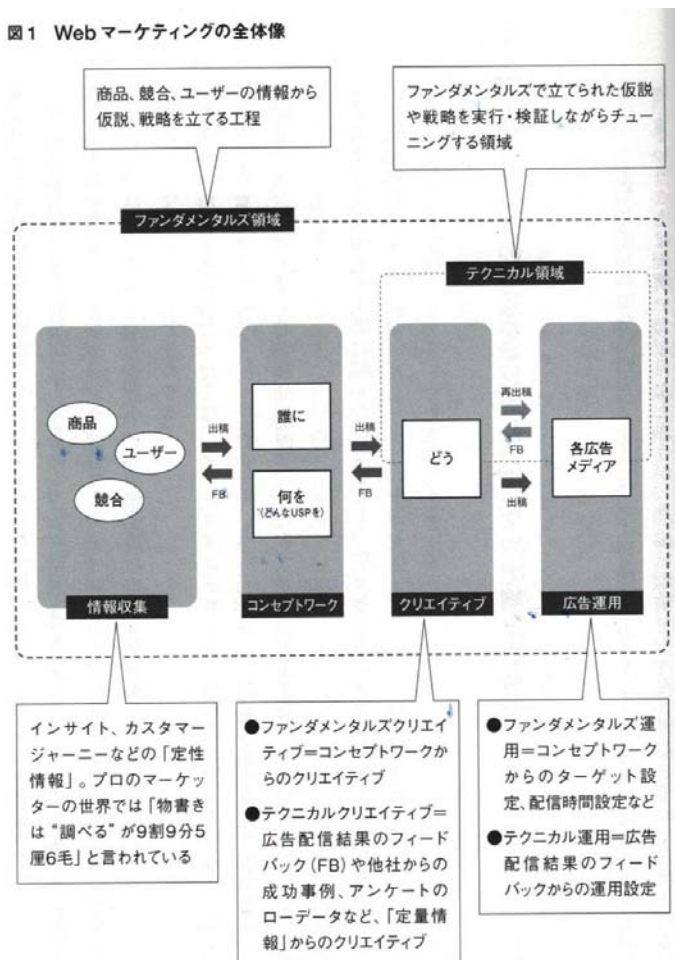 図1 Webマーケティングの全体像
商品、競合、ユーザーの情報から
仮説、戦略を立てる工程
ファンダメンタルズで立てられた仮説
や戦略を実行・検証しながらチュー
ニングする領域
ファンダメンタルズ領域
テクニカル領域
商品
ユーザー
競合
出稿
FB
誰に
何を
(どんなUSPを)
出稿
FB
どう
再出稿
FB
出稿
各広告
メディア
情報収集
コンセプトワーク
クリエイティブ
広告運用
インサイト、カスタマー
ジャーニーなどの「定性
情報」。プロのマーケッ
ターの世界では「物書き
は“調べる”が9割9分5
厘6毛」と言われている
●ファンダメンタルズクリエイ
ティブ=コンセプトワークか
らのクリエイティブ
●テクニカルクリエイティブ=
広告配信結果のフィード
バック(FB)や他社からの
成功事例、アンケートの
ローデータなど、「定量情
報」からのクリエイティブ
●ファンダメンタルズ運
用=コンセプトワーク
からのターゲット設
定、配信時間設定など
●テクニカル運用=広告
配信結果のフィード
バックからの運用設定